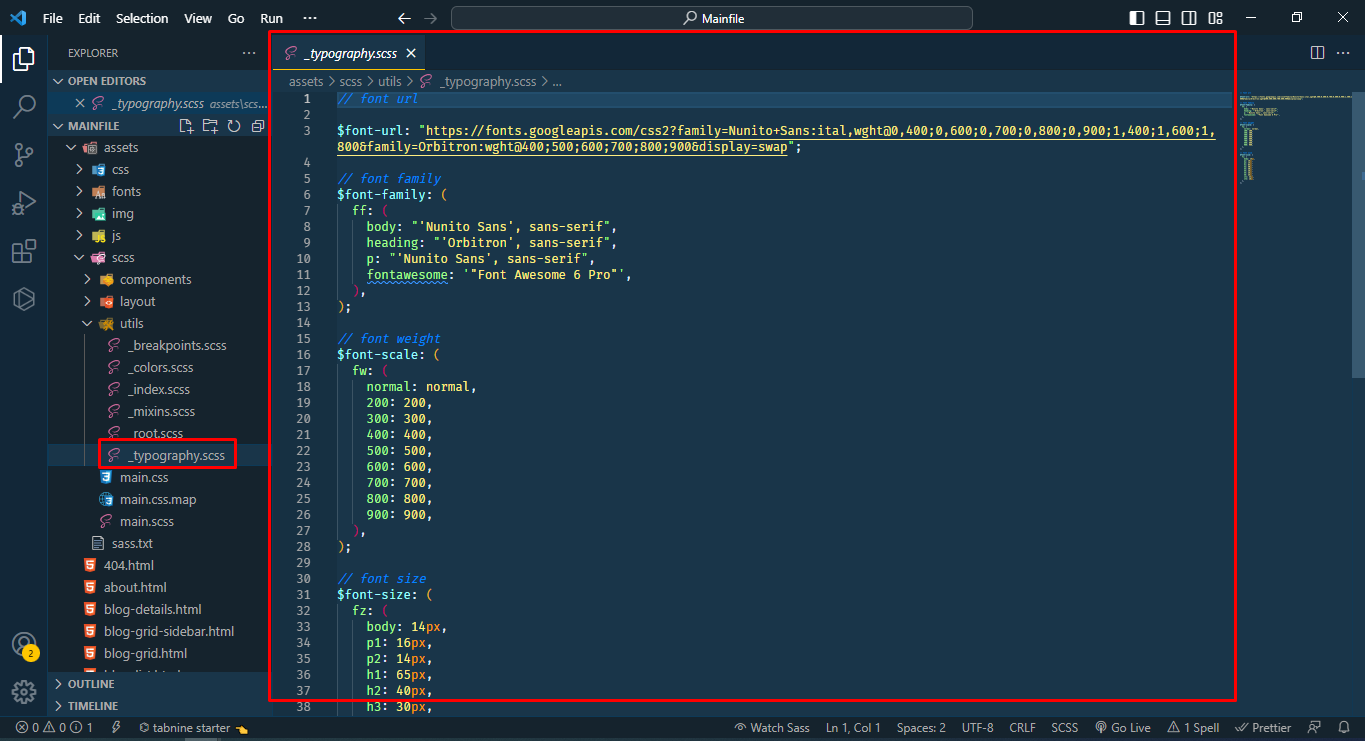 File Edit Selection View Go Run ··· Mainfile
EXPLORER ···
OPEN EDITORS
_typography.scss assets\scs...
MAINFILE
assets
css
fonts
img
js
scss
components
layout
utils
_breakpoints.scss
_colors.scss
_index.scss
_mixins.scss
_root.scss
_typography.scss
main.css
main.css.map
main.scss
sass.txt
404.html
about.html
blog-details.html
blog-grid-sidebar.html
blog-grid.html
OUTLINE
TIMELINE
_typography.scss
assets > scss > utils > _typography.scss > ...
1 // font url
2
3 $font-url: "https://fonts.googleapis.com/css2?family=Nunito+Sans:ital,wght@0,400;0,600;0,700;0,800;0,900;1,400;1,600;1,
800&family=Orbitron:wght@400;500;600;700;800;900&display=swap";
4
5 // font family
6 $font-family: (
7 ff: (
8 body: "'Nunito Sans', sans-serif",
9 heading: "'Orbitron', sans-serif",
10 p: "'Nunito Sans', sans-serif",
11 fontawesome: '"Font Awesome 6 Pro"',
12 ),
13 );
14
15 // font weight
16 $font-scale: (
17 fw: (
18 normal: normal,
19 200: 200,
20 300: 300,
21 400: 400,
22 500: 500,
23 600: 600,
24 700: 700,
25 800: 800,
26 900: 900,
27 ),
28 );
29
30 // font size
31 $font-size: (
32 fz: (
33 body: 14px,
34 p1: 16px,
35 p2: 14px,
36 h1: 65px,
37 h2: 40px,
38 h3: 30px,
2
0 0 1 tabnine starter Watch Sass Ln 1, Col 1 Spaces: 2 UTF-8 CRLF SCSS Go Live 1 Spell Prettier